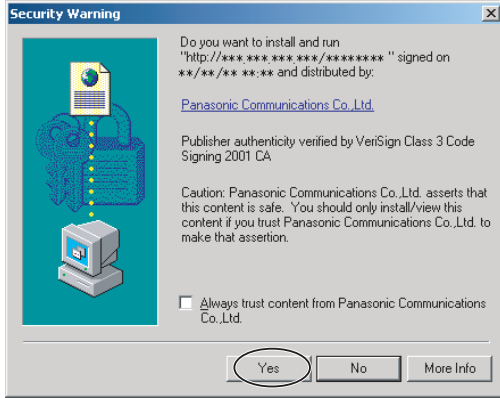 Security Warning
Do you want to install and run
"http://***.***.***.***/******** " signed on
**/**/** **:** and distributed by:
Panasonic Communications Co.,Ltd.
Publisher authenticity verified by VeriSign Class 3 Code
Signing 2001 CA
Caution: Panasonic Communications Co.,Ltd. asserts that
this content is safe. You should only install/view this
content if you trust Panasonic Communications Co.,Ltd. to
make that assertion.
Always trust content from Panasonic Communications
Co.,Ltd.
Yes No More Info